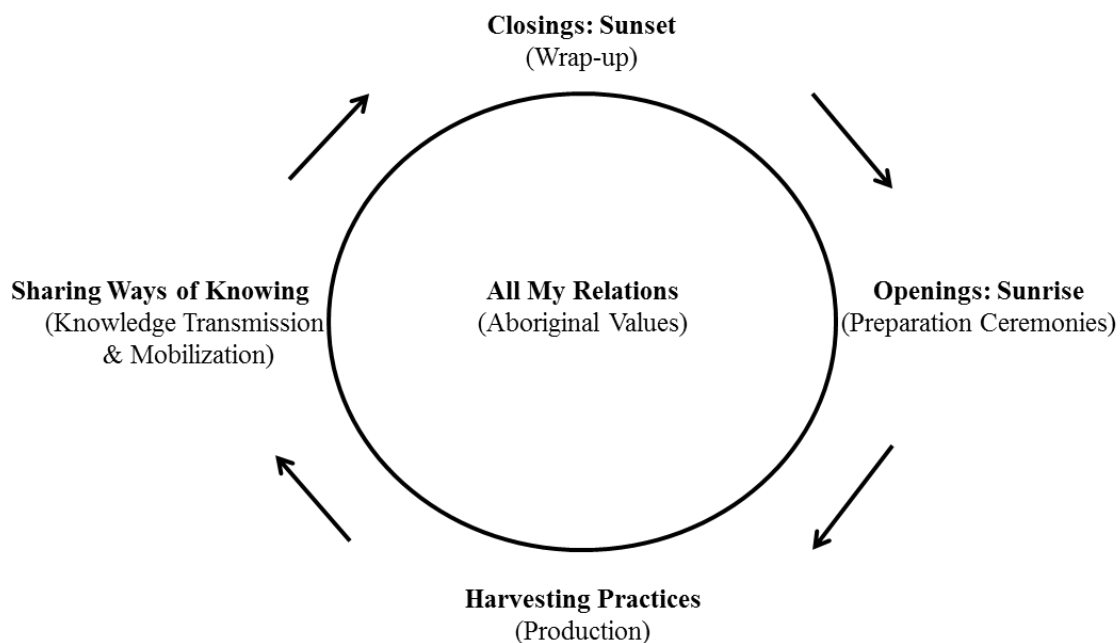 Closings: Sunset
(Wrap-up)
Sharing Ways of Knowing
(Knowledge Transmission
& Mobilization)
All My Relations
(Aboriginal Values)
Openings: Sunrise
(Preparation Ceremonies)
Harvesting Practices
(Production)